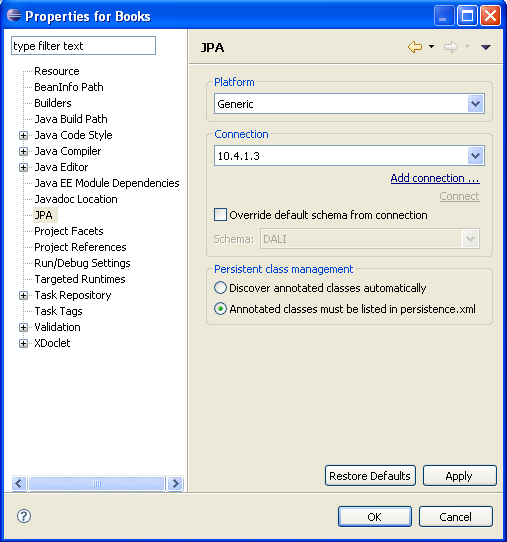 Properties for Books
type filter text
Resource
BeanInfo Path
Builders
Java Build Path
Java Code Style
Java Compiler
Java Editor
Java EE Module Dependencies
Javadoc Location
JPA
Project Facets
Project References
Run/Debug Settings
Targeted Runtimes
Task Repository
Task Tags
Validation
XDoclet
JPA
Platform
Generic
Connection
10.4.1.3
Add connection ...
Connect
Override default schema from connection
Schema: DALI
Persistent class management
Discover annotated classes automatically
Annotated classes must be listed in persistence.xml
Restore Defaults Apply
? OK Cancel